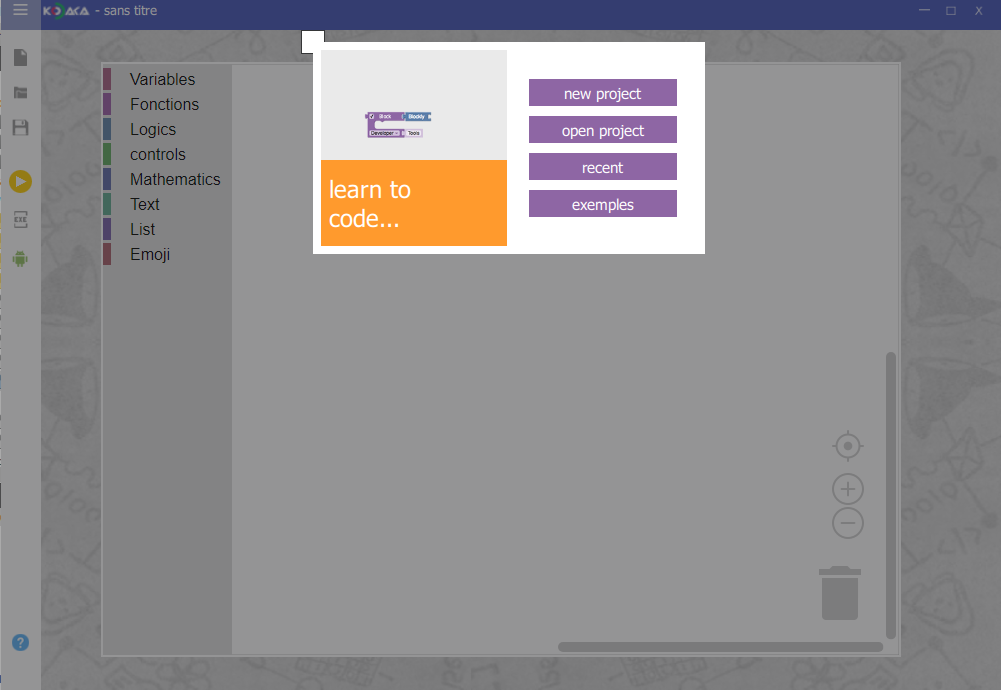 KODACA - sans titre
Variables
Fonctions
Logics
controls
Mathematics
Text
List
Emoji
Block Blockly
Developer Tools
learn to
code...
new project
open project
recent
exemples
EXE
?